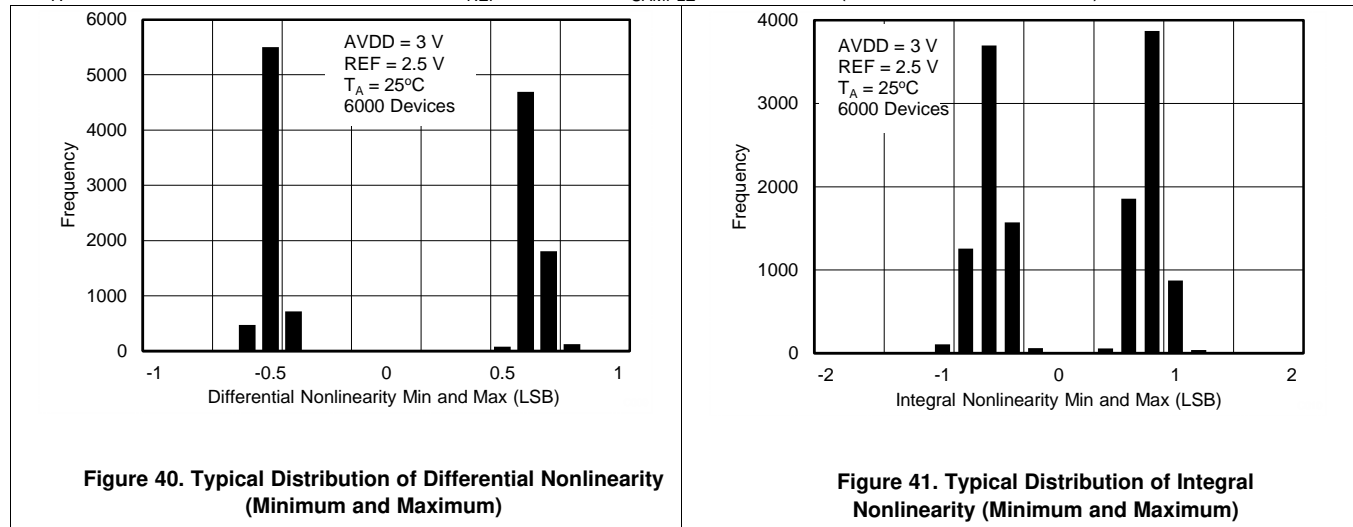 6000
5000
4000
3000
2000
1000
0
Frequency
AVDD = 3 V
REF = 2.5 V
TA = 25oC
6000 Devices
-1 -0.5 0 0.5 1
Differential Nonlinearity Min and Max (LSB)
Figure 40. Typical Distribution of Differential Nonlinearity
(Minimum and Maximum)
4000
3000
2000
1000
0
Frequency
AVDD = 3 V
REF = 2.5 V
TA = 25oC
6000 Devices
-2 -1 0 1 2
Integral Nonlinearity Min and Max (LSB)
Figure 41. Typical Distribution of Integral
Nonlinearity (Minimum and Maximum)